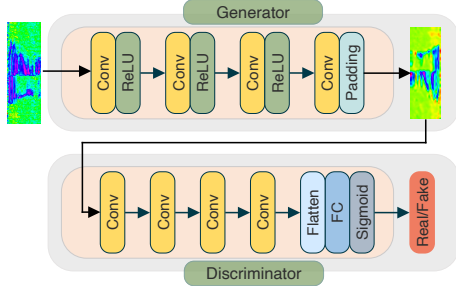 Generator
Conv
ReLU
Conv
ReLU
Conv
ReLU
Conv
Padding
Conv
Conv
Conv
Conv
Flatten
FC
Sigmoid
Real/Fake
Discriminator